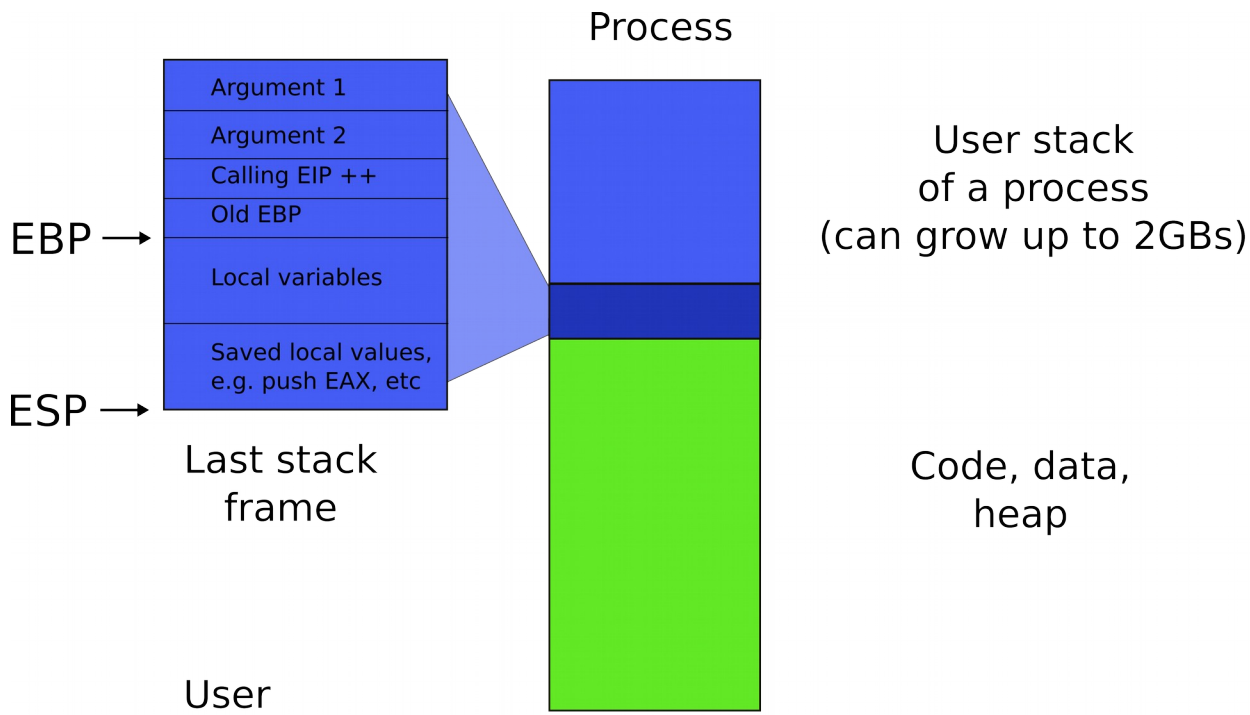 Process
Argument 1
Argument 2
Calling EIP ++
Old EBP
EBP
Local variables
Saved local values,
e.g. push EAX, etc
ESP
Last stack
frame
User stack
of a process
(can grow up to 2GBs)
Code, data,
heap
User